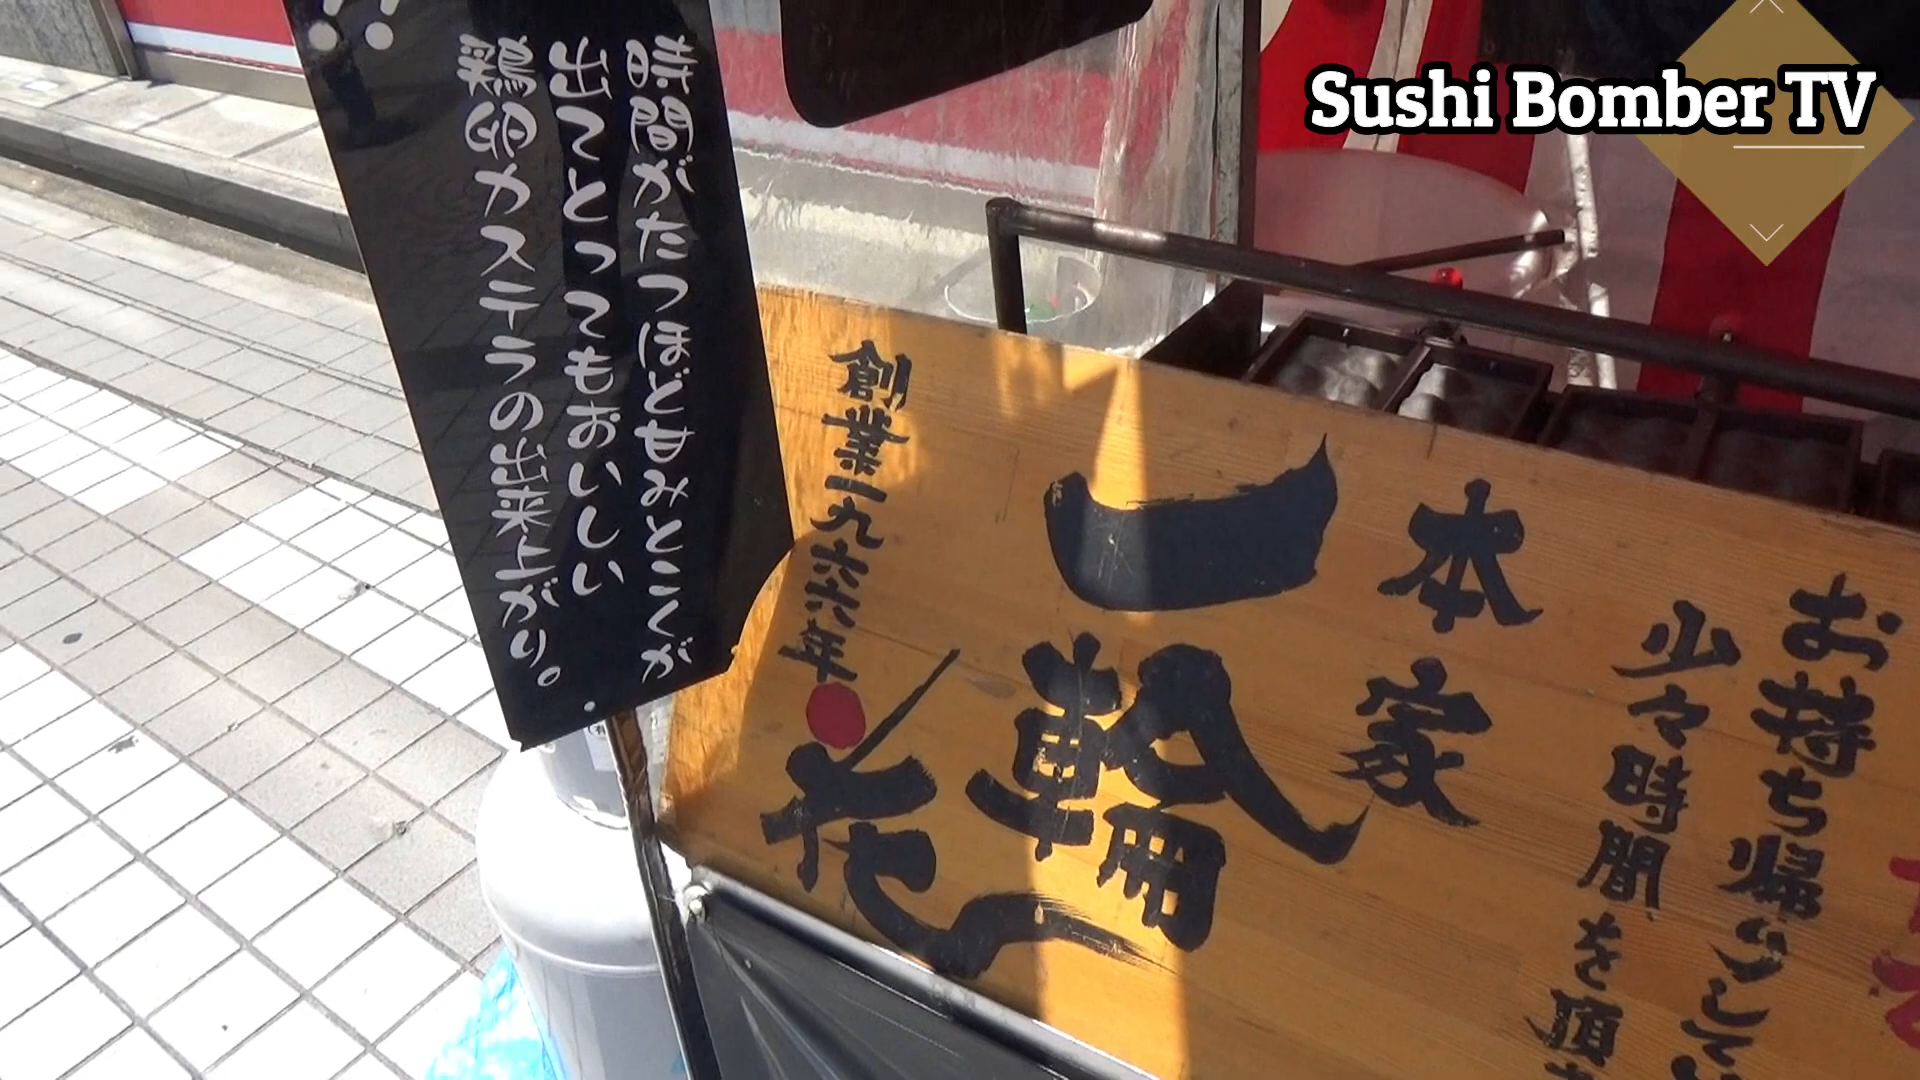 Sushi Bomber TV
!!
時間がたつほど甘みとこくが
出てとってもおいしい
鶏卵カステラの出来上がり。
お持ち帰りして
少々時間を頂
本家
一輪花
創業一九六六年